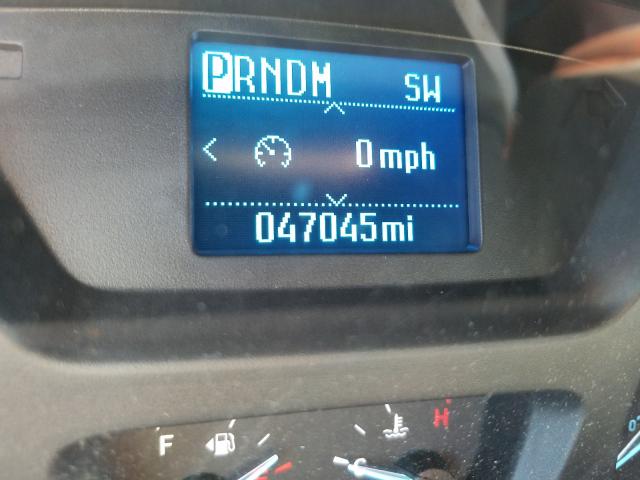 PRNDM SW
0 mph
047045mi
F H
C